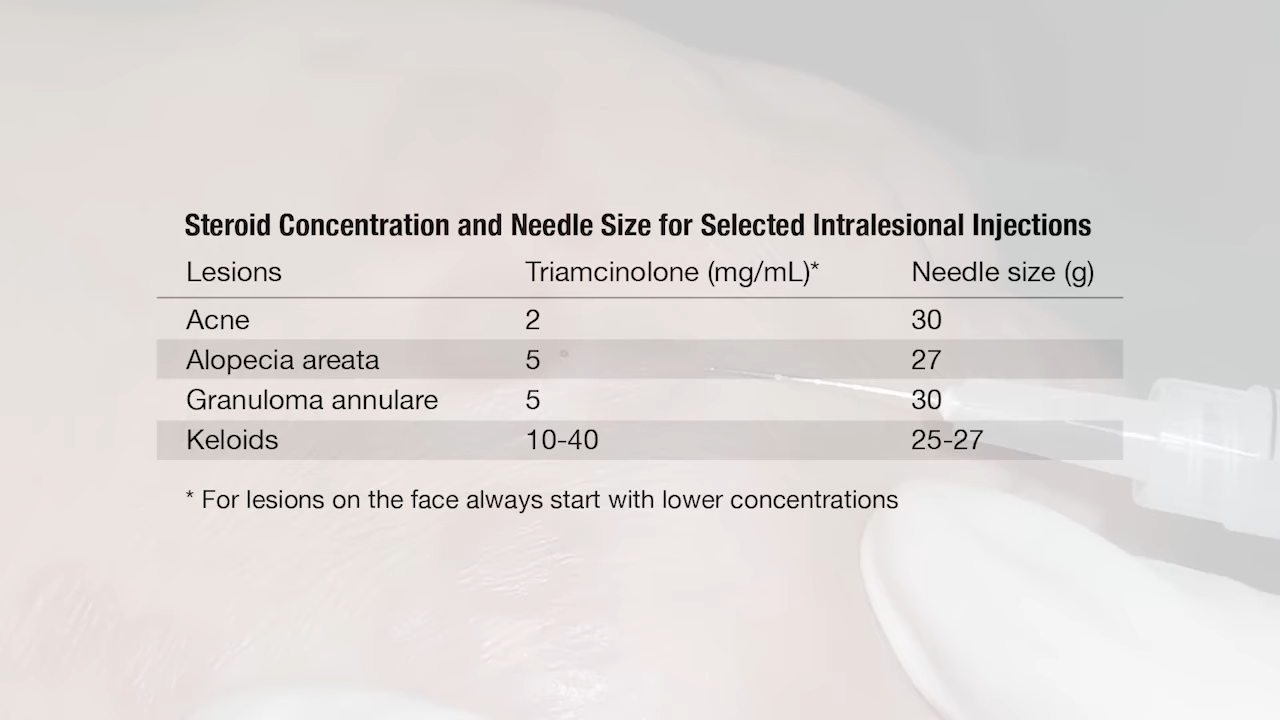 Steroid Concentration and Needle Size for Selected Intralesional Injections
Lesions Triamcinolone (mg/mL)* Needle size (g)
Acne 2 30
Alopecia areata 5 27
Granuloma annulare 5 30
Keloids 10-40 25-27
* For lesions on the face always start with lower concentrations